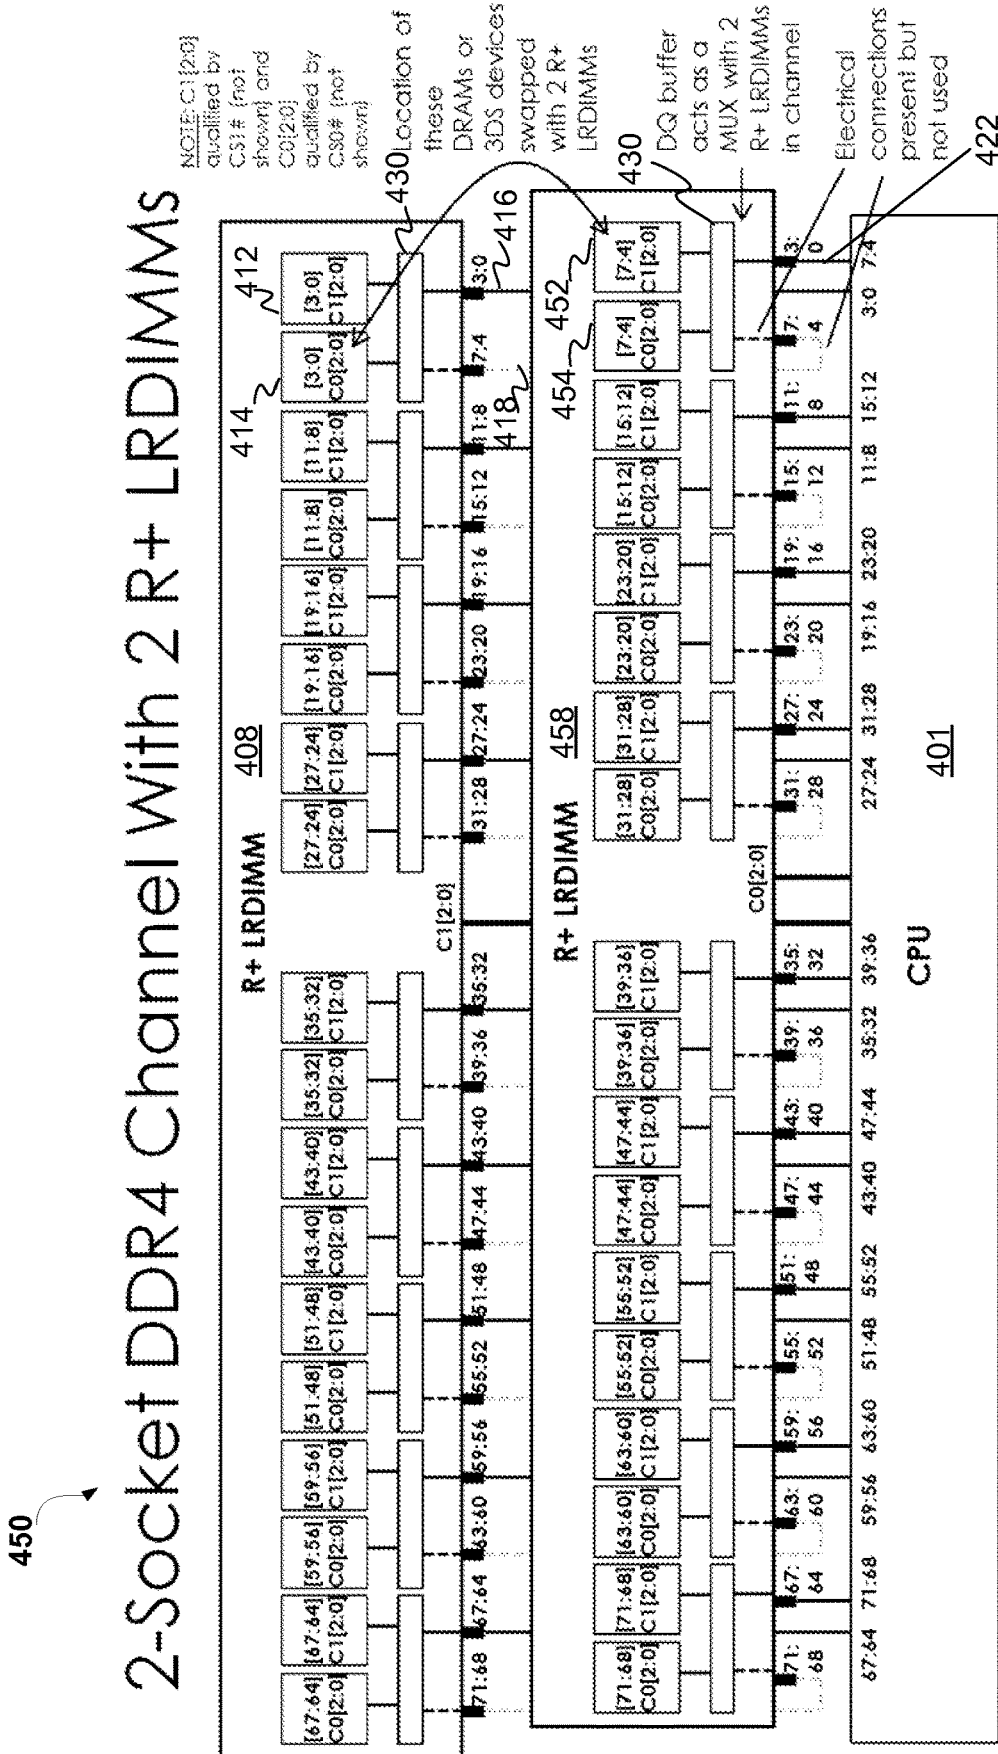 450
2-Socket DDR4 Channel With 2 R+ LRDIMMs
NOTE: C1[2:0]
qualified by
CS1# (not
shown) and
C0[2:0]
qualified by
CS0# (not
shown)
R+ LRDIMM
408
414
412
430
[67:64] [67:64] [59:56] [59:56] [51:48] [51:48] [43:40] [43:40] [35:32] [35:32] [27:24] [27:24] [19:16] [19:16] [11:8] [11:8] [3:0] [3:0]
C0[2:0] C1[2:0] C0[2:0] C1[2:0] C0[2:0] C1[2:0] C0[2:0] C1[2:0] C0[2:0] C1[2:0] C0[2:0] C1[2:0] C0[2:0] C1[2:0] C0[2:0] C1[2:0] C0[2:0] C1[2:0]
Location of
these
DRAMs or
3DS devices
swapped
with 2 R+
LRDIMMs
C1[2:0]
71:68 67:64 63:60 59:56 55:52 51:48 47:44 43:40 39:36 35:32 31:28 27:24 23:20 19:16 15:12 11:8 7:4 3:0
418
416
R+ LRDIMM
458
454
452
430
[71:68] [71:68] [63:60] [63:60] [55:52] [55:52] [47:44] [47:44] [39:36] [39:36] [31:28] [31:28] [23:20] [23:20] [15:12] [15:12] [7:4] [7:4]
C0[2:0] C1[2:0] C0[2:0] C1[2:0] C0[2:0] C1[2:0] C0[2:0] C1[2:0] C0[2:0] C1[2:0] C0[2:0] C1[2:0] C0[2:0] C1[2:0] C0[2:0] C1[2:0] C0[2:0] C1[2:0]
DQ buffer
acts as a
MUX with 2
R+ LRDIMMs
in channel
C0[2:0]
71: 67: 63: 59: 55: 51: 47: 43: 39: 35: 31: 27: 23: 19: 15: 11: 7: 3:
68 64 60 56 52 48 44 40 36 32 28 24 20 16 12 8 4 0
Electrical
connections
present but
not used
422
67:64 71:68 59:56 63:60 51:48 55:52 43:40 47:44 35:32 39:36 27:24 31:28 19:16 23:20 11:8 15:12 3:0 7:4
CPU
401